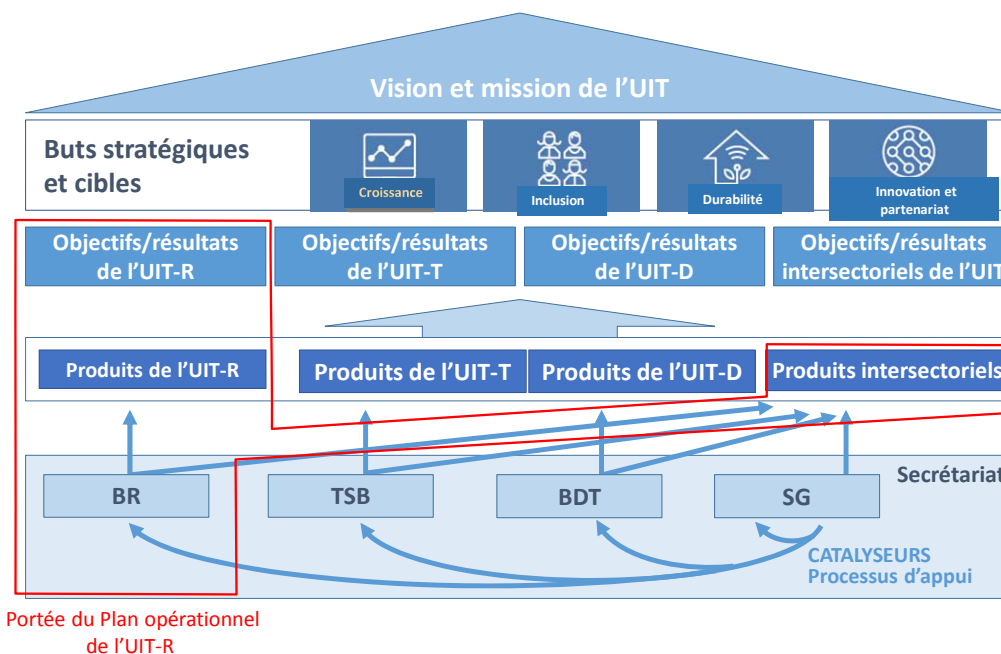 Vision et mission de l’UIT
Buts stratégiques
et cibles
Croissance
Inclusion
Durabilité
Innovation et
partenariat
Objectifs/résultats
de l’UIT-R
Objectifs/résultats
de l’UIT-T
Objectifs/résultats
de l’UIT-D
Objectifs/résultats
intersectoriels de l’UIT
Produits de l’UIT-R
Produits de l’UIT-T
Produits de l’UIT-D
Produits intersectoriels
Secrétariat
BR
TSB
BDT
SG
CATALYSEURS
Processus d’appui
Portée du Plan opérationnel
de l’UIT-R